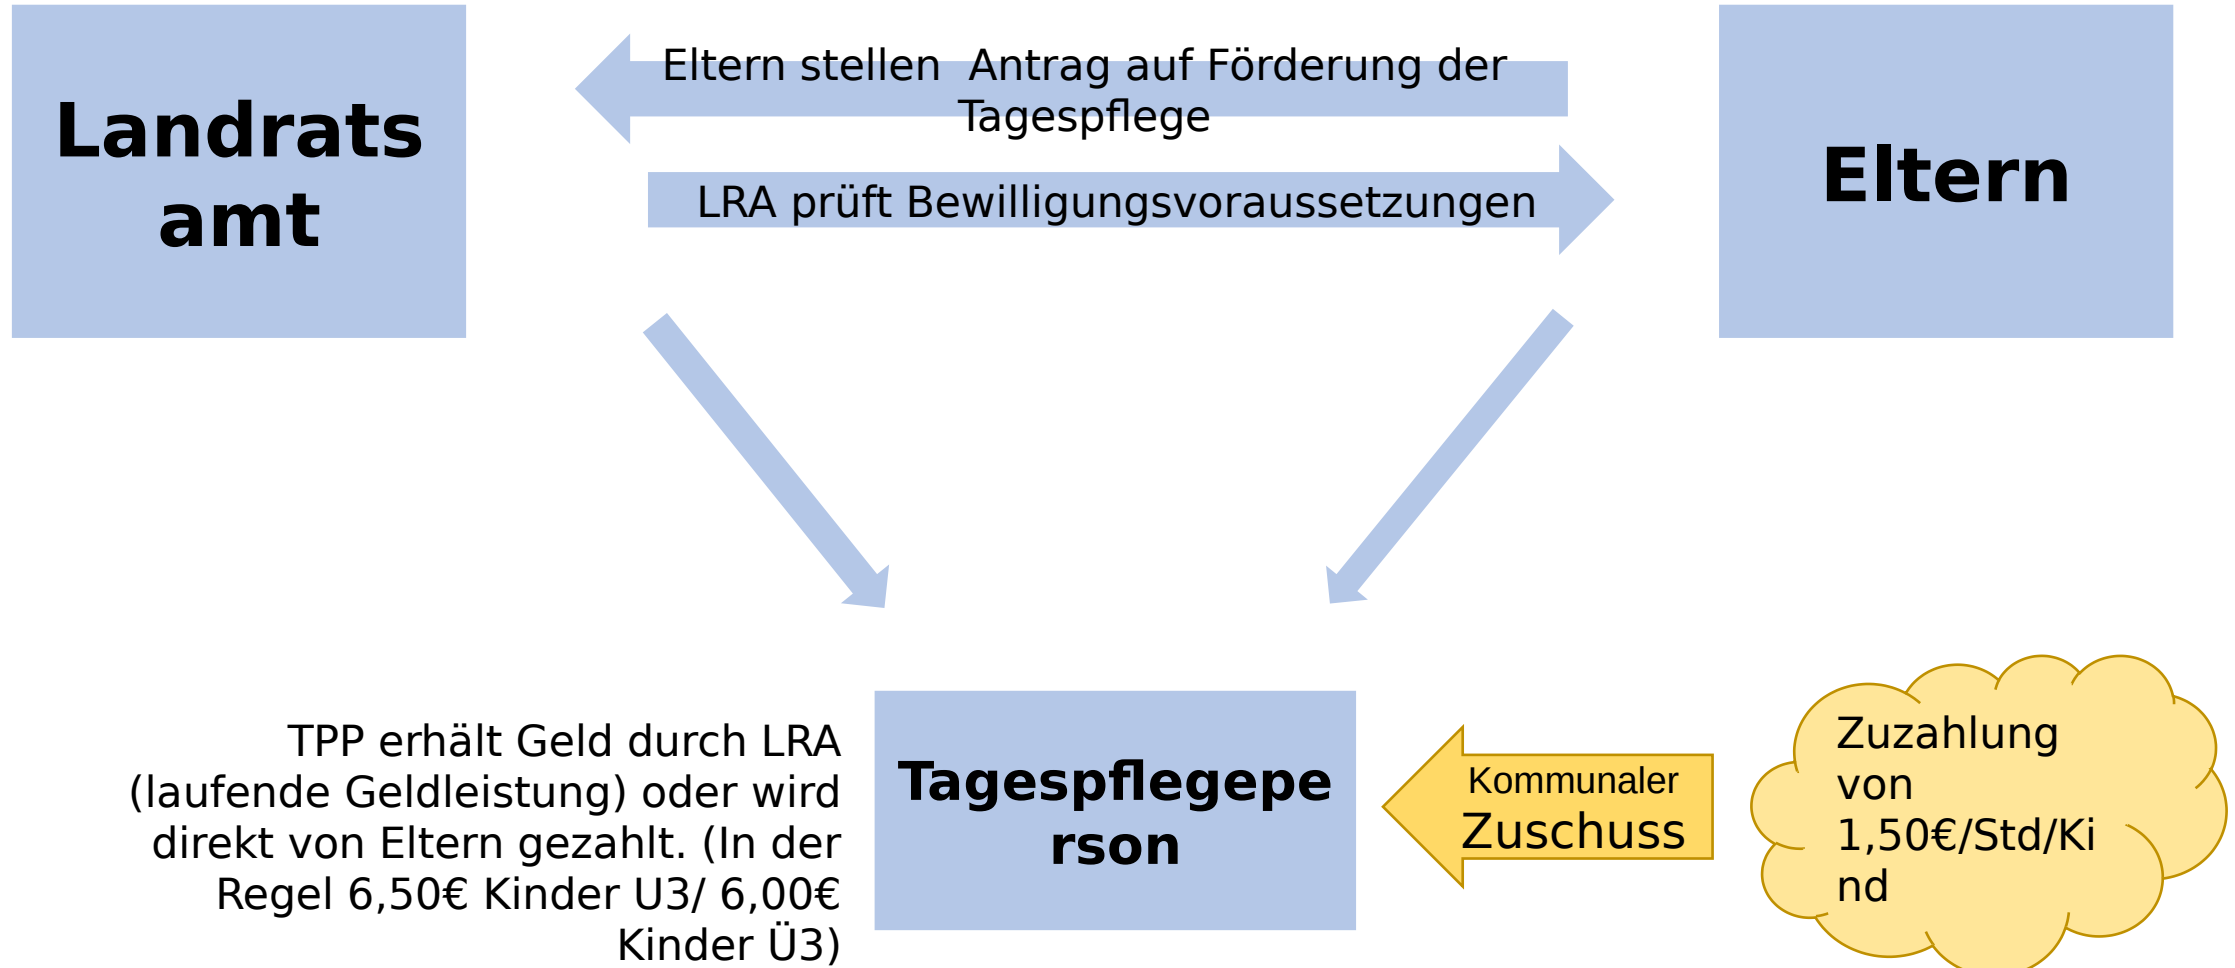 Landrats
amt
Eltern stellen  Antrag auf Förderung der
Tagespflege
LRA prüft Bewilligungsvoraussetzungen
Eltern
TPP erhält Geld durch LRA
(laufende Geldleistung) oder wird
direkt von Eltern gezahlt. (In der
Regel 6,50€ Kinder U3/ 6,00€
Kinder Ü3)
Tagespflegepe
rson
Kommunaler
Zuschuss
Zuzahlung
von
1,50€/Std/Ki
nd